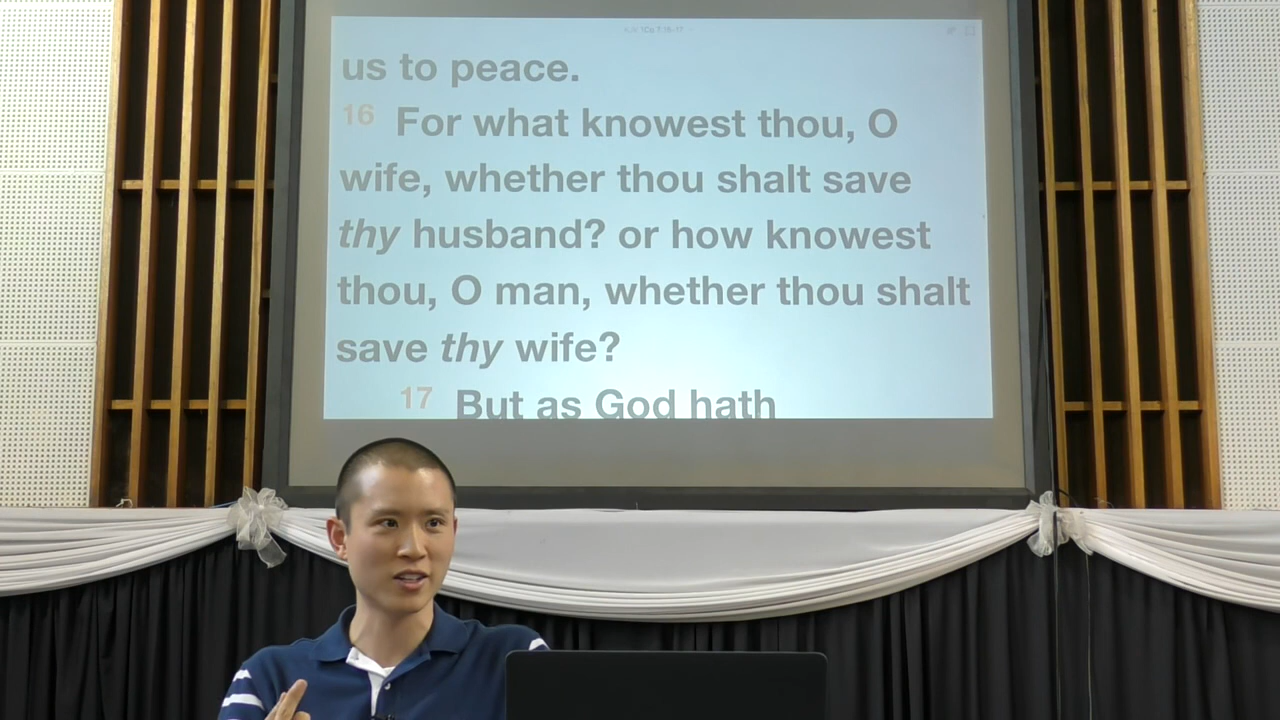 us to peace.
16 For what knowest thou, O
wife, whether thou shalt save
thy husband? or how knowest
thou, O man, whether thou shalt
save thy wife?
17 But as God hath